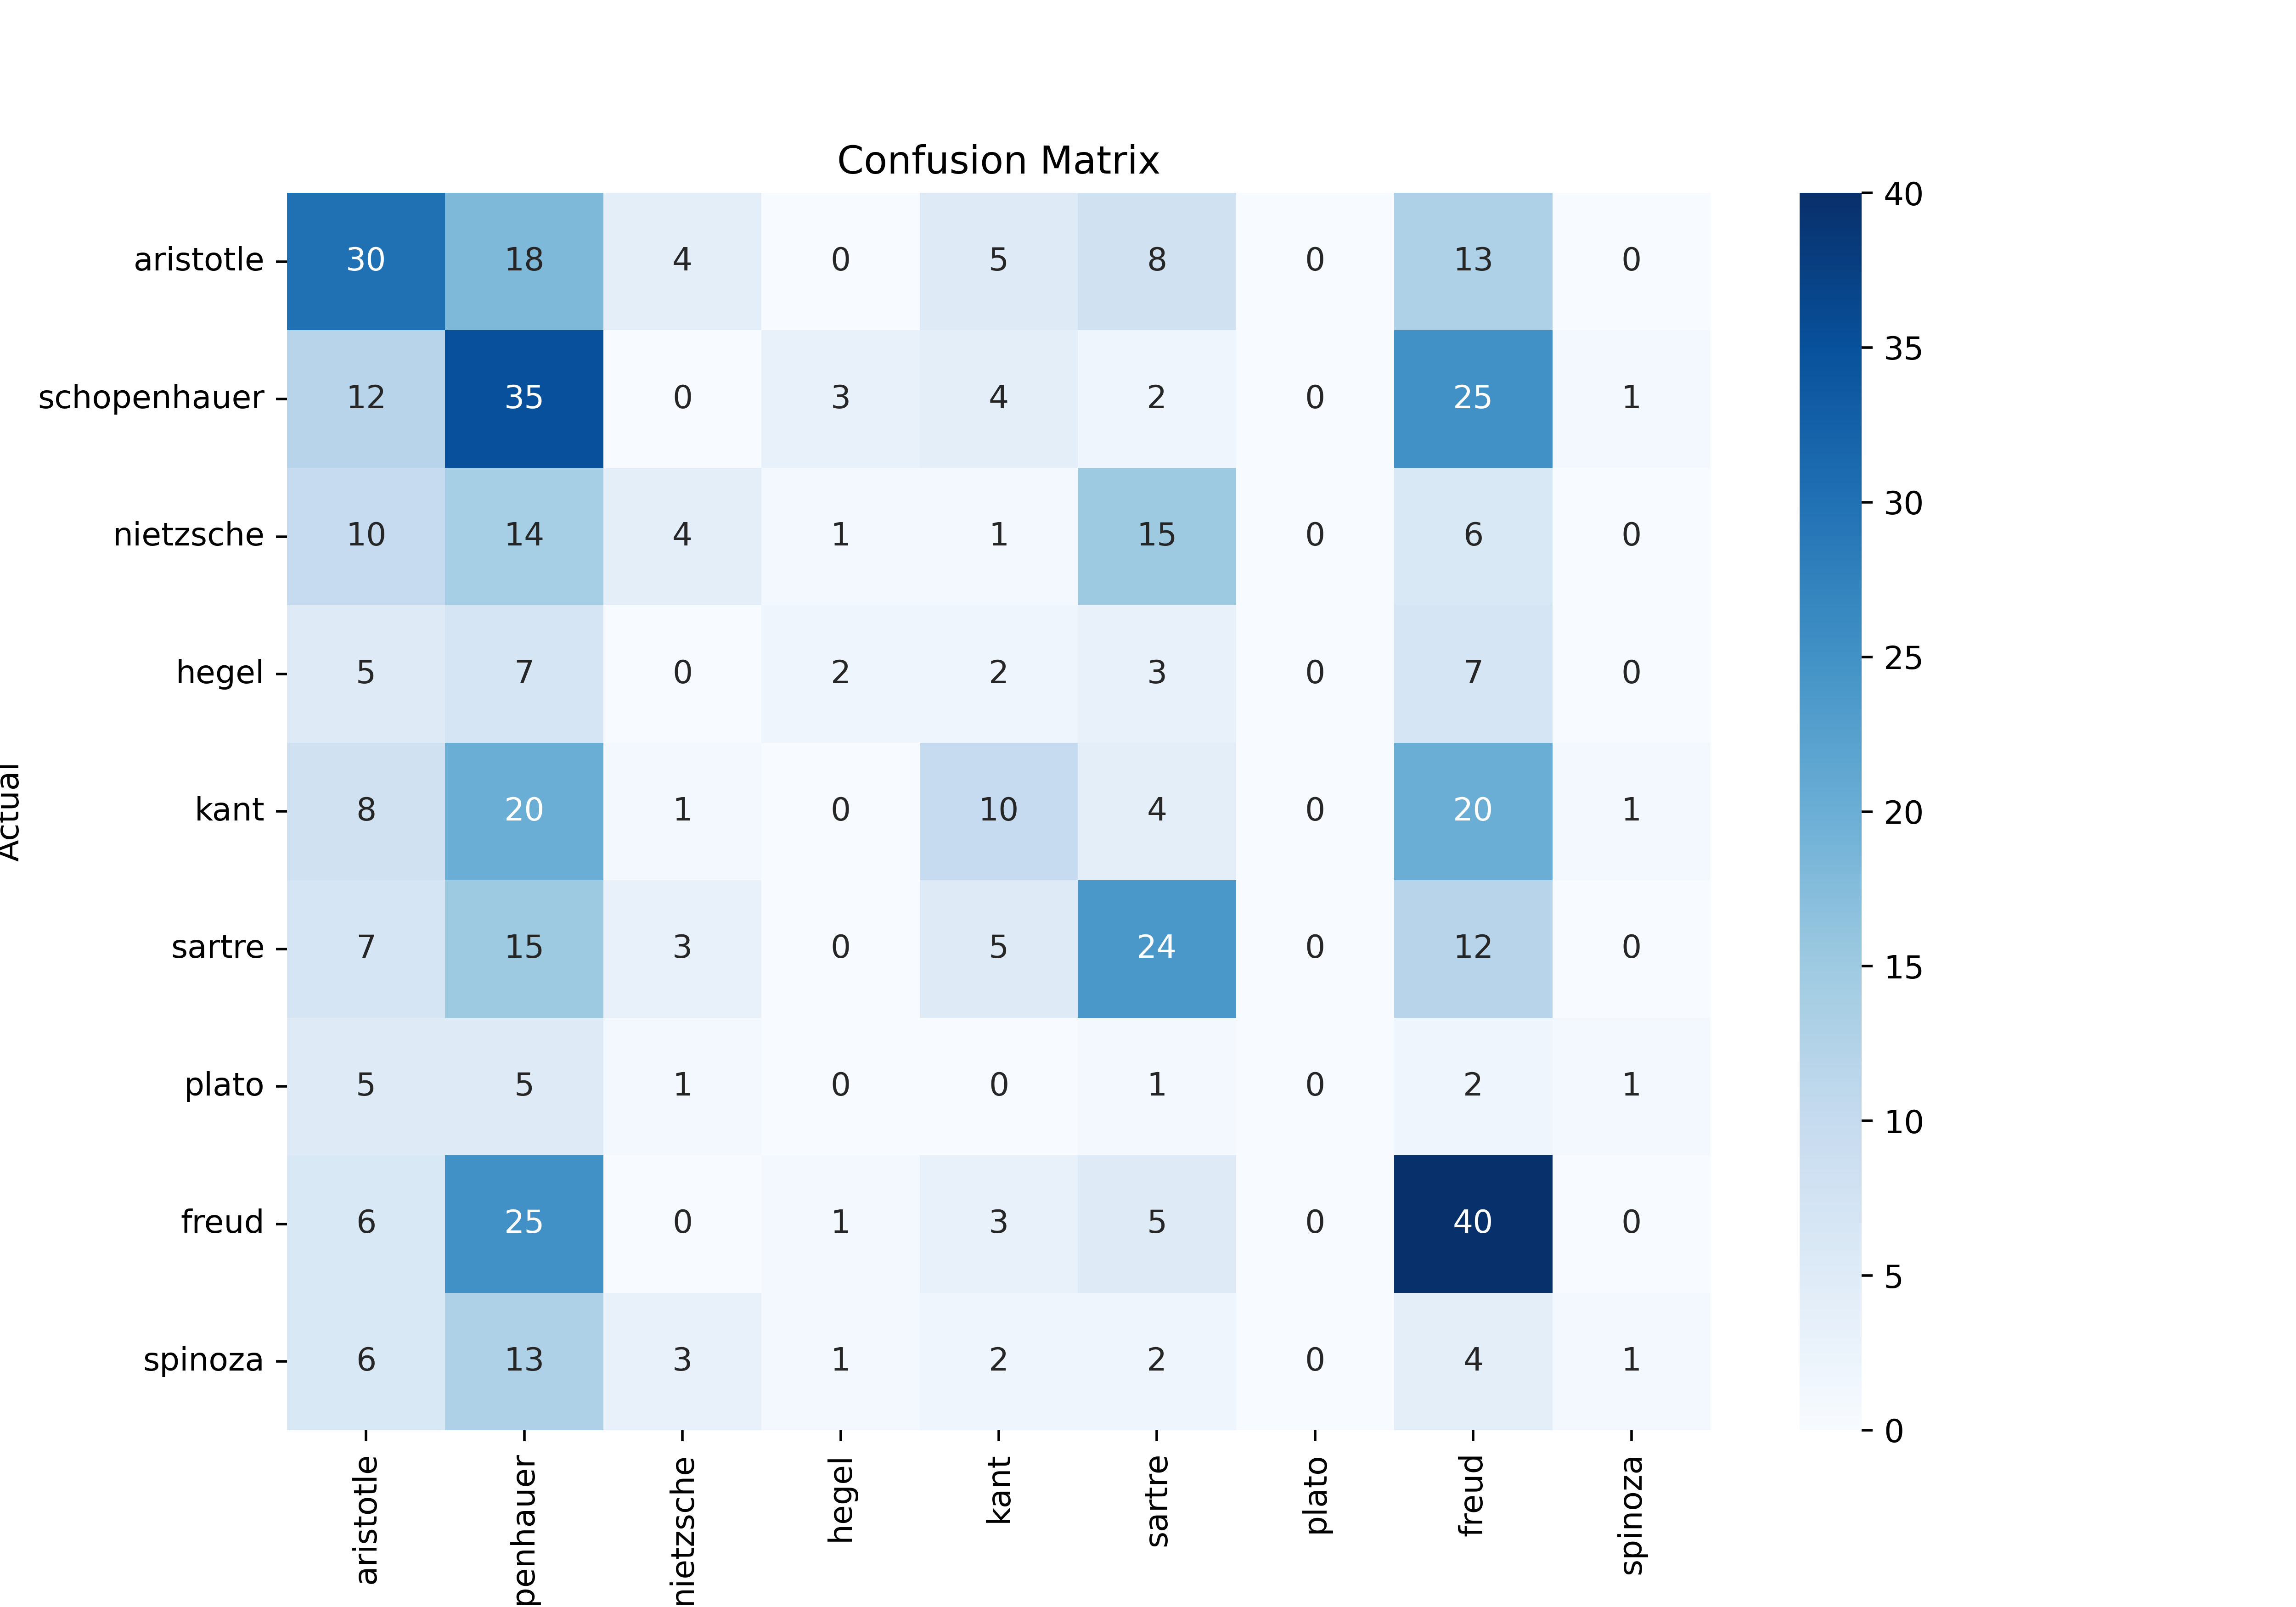 Confusion Matrix
aristotle 30 18 4 0 5 8 0 13 0
schopenhauer 12 35 0 3 4 2 0 25 1
nietzsche 10 14 4 1 1 15 0 6 0
hegel 5 7 0 2 2 3 0 7 0
kant 8 20 1 0 10 4 0 20 1
sartre 7 15 3 0 5 24 0 12 0
plato 5 5 1 0 0 1 0 2 1
freud 6 25 0 1 3 5 0 40 0
spinoza 6 13 3 1 2 2 0 4 1
Actual
aristotle
penhauer
nietzsche
hegel
kant
sartre
plato
freud
spinoza
40
35
30
25
20
15
10
5
0